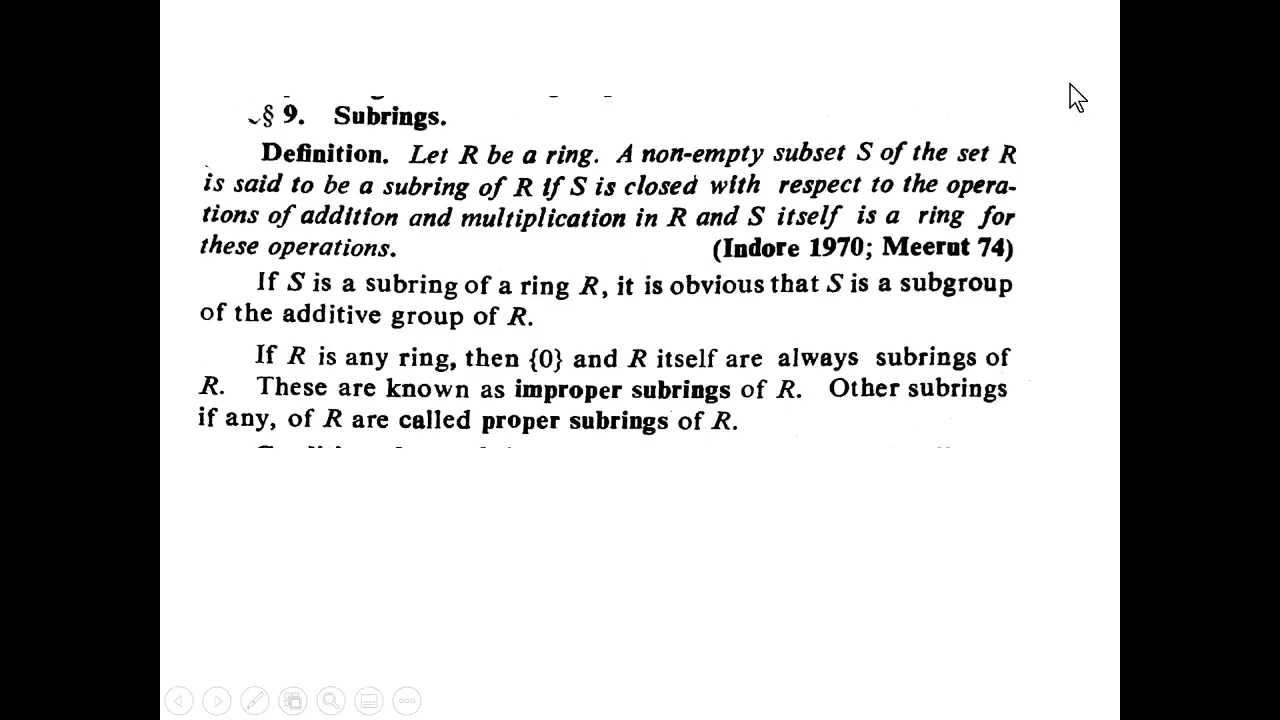 § 9. Subrings.
Definition. Let R be a ring. A non-empty subset S of the set R
is said to be a subring of R if S is closed with respect to the opera-
tions of addition and multiplication in R and S itself is a ring for
these operations. (Indore 1970; Meerut 74)
If S is a subring of a ring R, it is obvious that S is a subgroup
of the additive group of R.
If R is any ring, then {0} and R itself are always subrings of
R. These are known as improper subrings of R. Other subrings
if any, of R are called proper subrings of R.